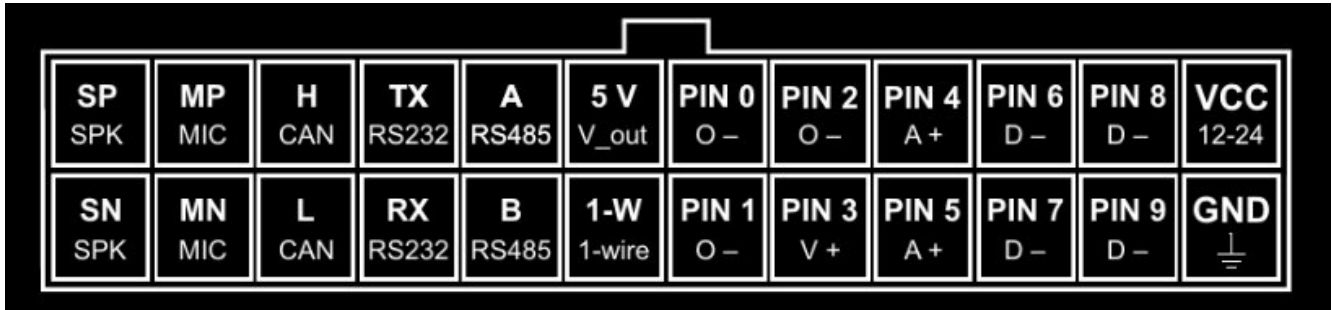 SP MP H TX A 5 V PIN 0 PIN 2 PIN 4 PIN 6 PIN 8 VCC
SPK MIC CAN RS232 RS485 V_out O – O – A + D – D – 12-24
SN MN L RX B 1-W PIN 1 PIN 3 PIN 5 PIN 7 PIN 9 GND
SPK MIC CAN RS232 RS485 1-wire O – V + A + D – D –